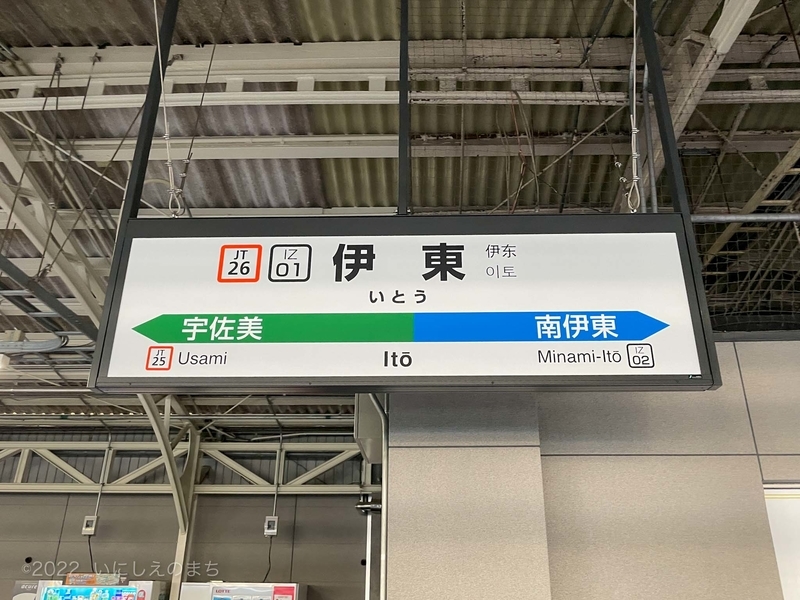 JT 26 IZ 01 伊東 伊东
이토
いとう
宇佐美 南伊東
JT 25 Usami Itō Minami-Itō IZ 02
©2022 いにしえのまち
LOTTE